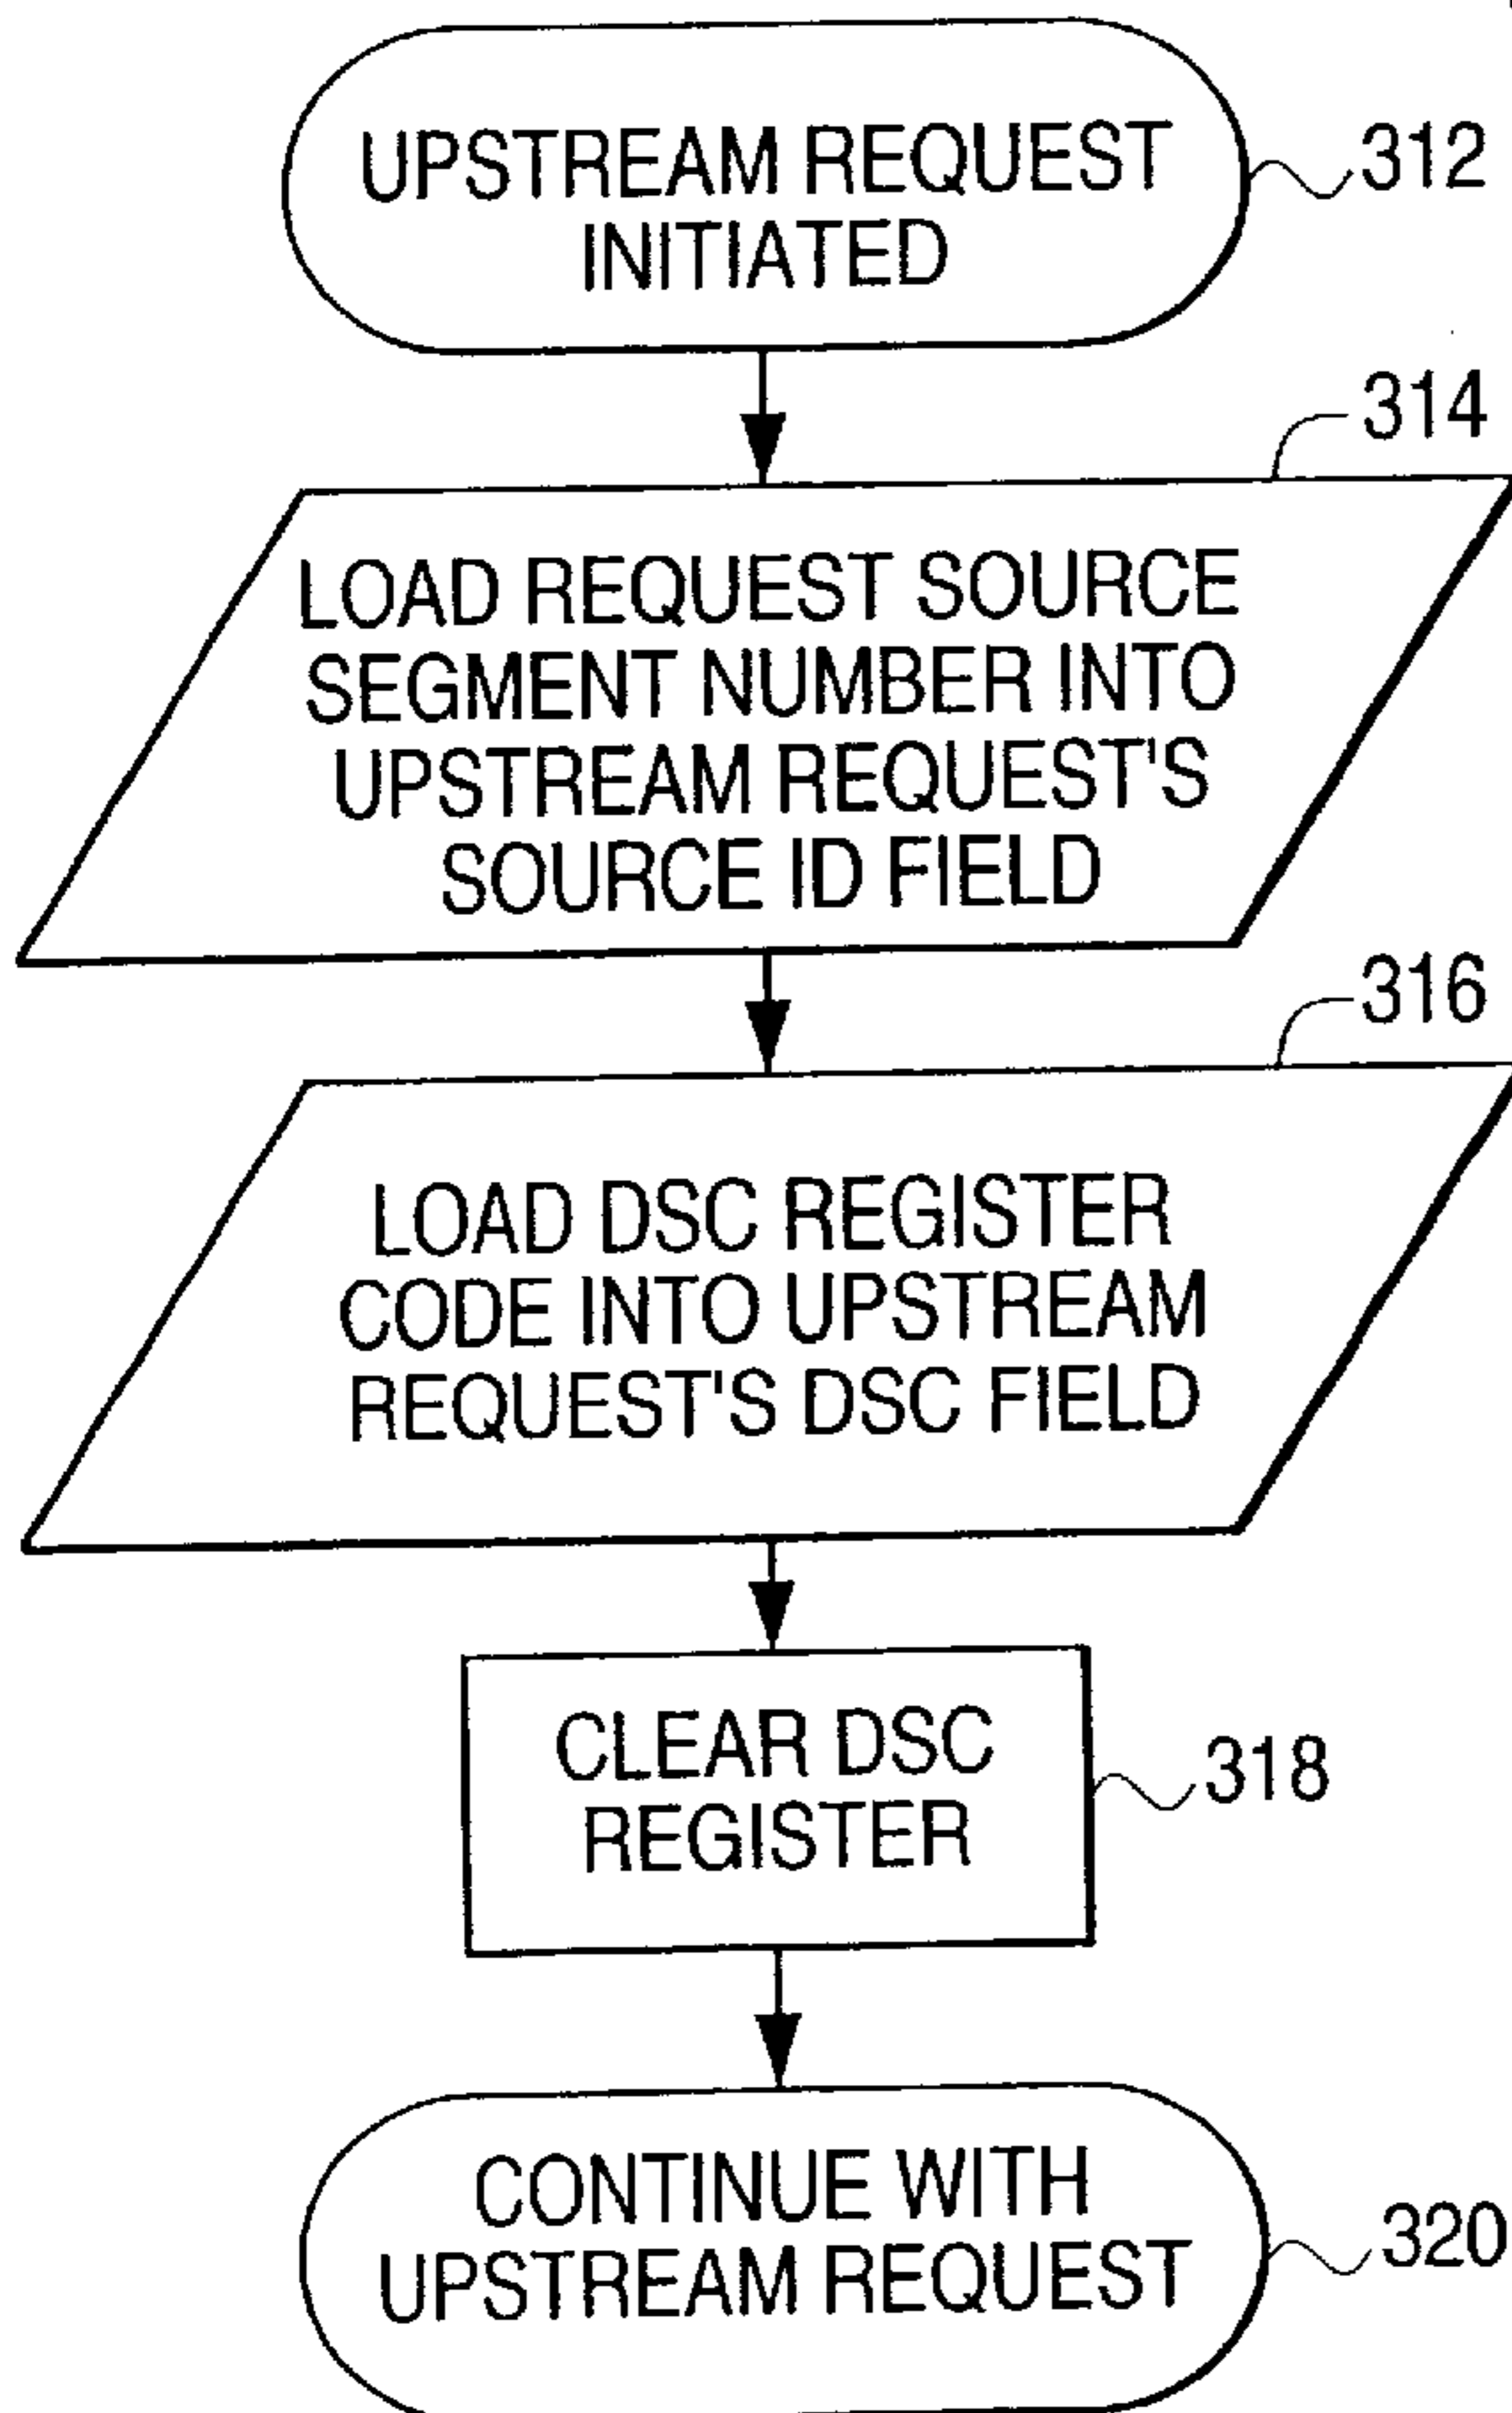 UPSTREAM REQUEST
INITIATED
312
314
LOAD REQUEST SOURCE
SEGMENT NUMBER INTO
UPSTREAM REQUEST'S
SOURCE ID FIELD
316
LOAD DSC REGISTER
CODE INTO UPSTREAM
REQUEST'S DSC FIELD
CLEAR DSC
REGISTER
318
CONTINUE WITH
UPSTREAM REQUEST
320